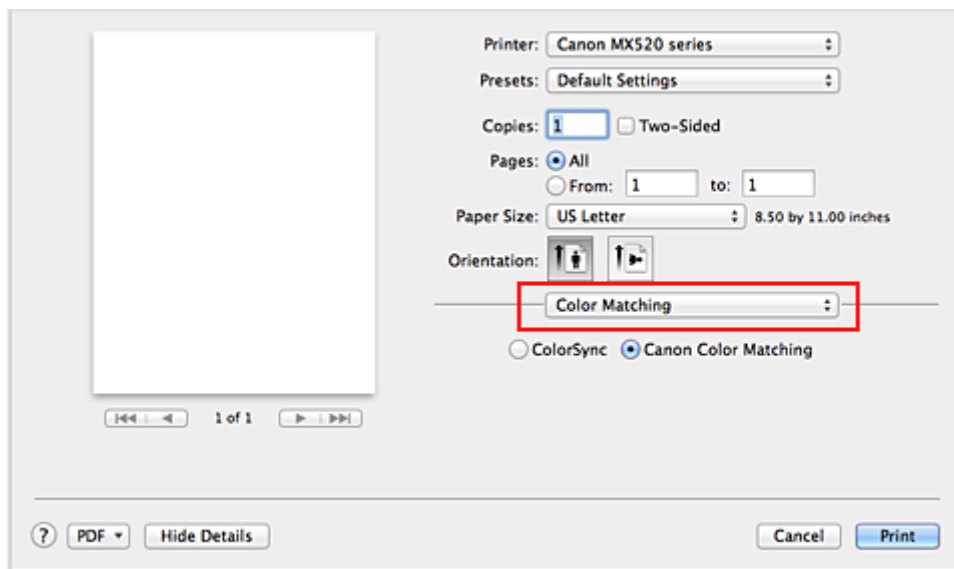 Printer: Canon MX520 series
Presets: Default Settings
Copies: 1 Two-Sided
Pages: All
From: 1 to: 1
Paper Size: US Letter 8.50 by 11.00 inches
Orientation:
Color Matching
ColorSync Canon Color Matching
1 of 1
? PDF Hide Details Cancel Print